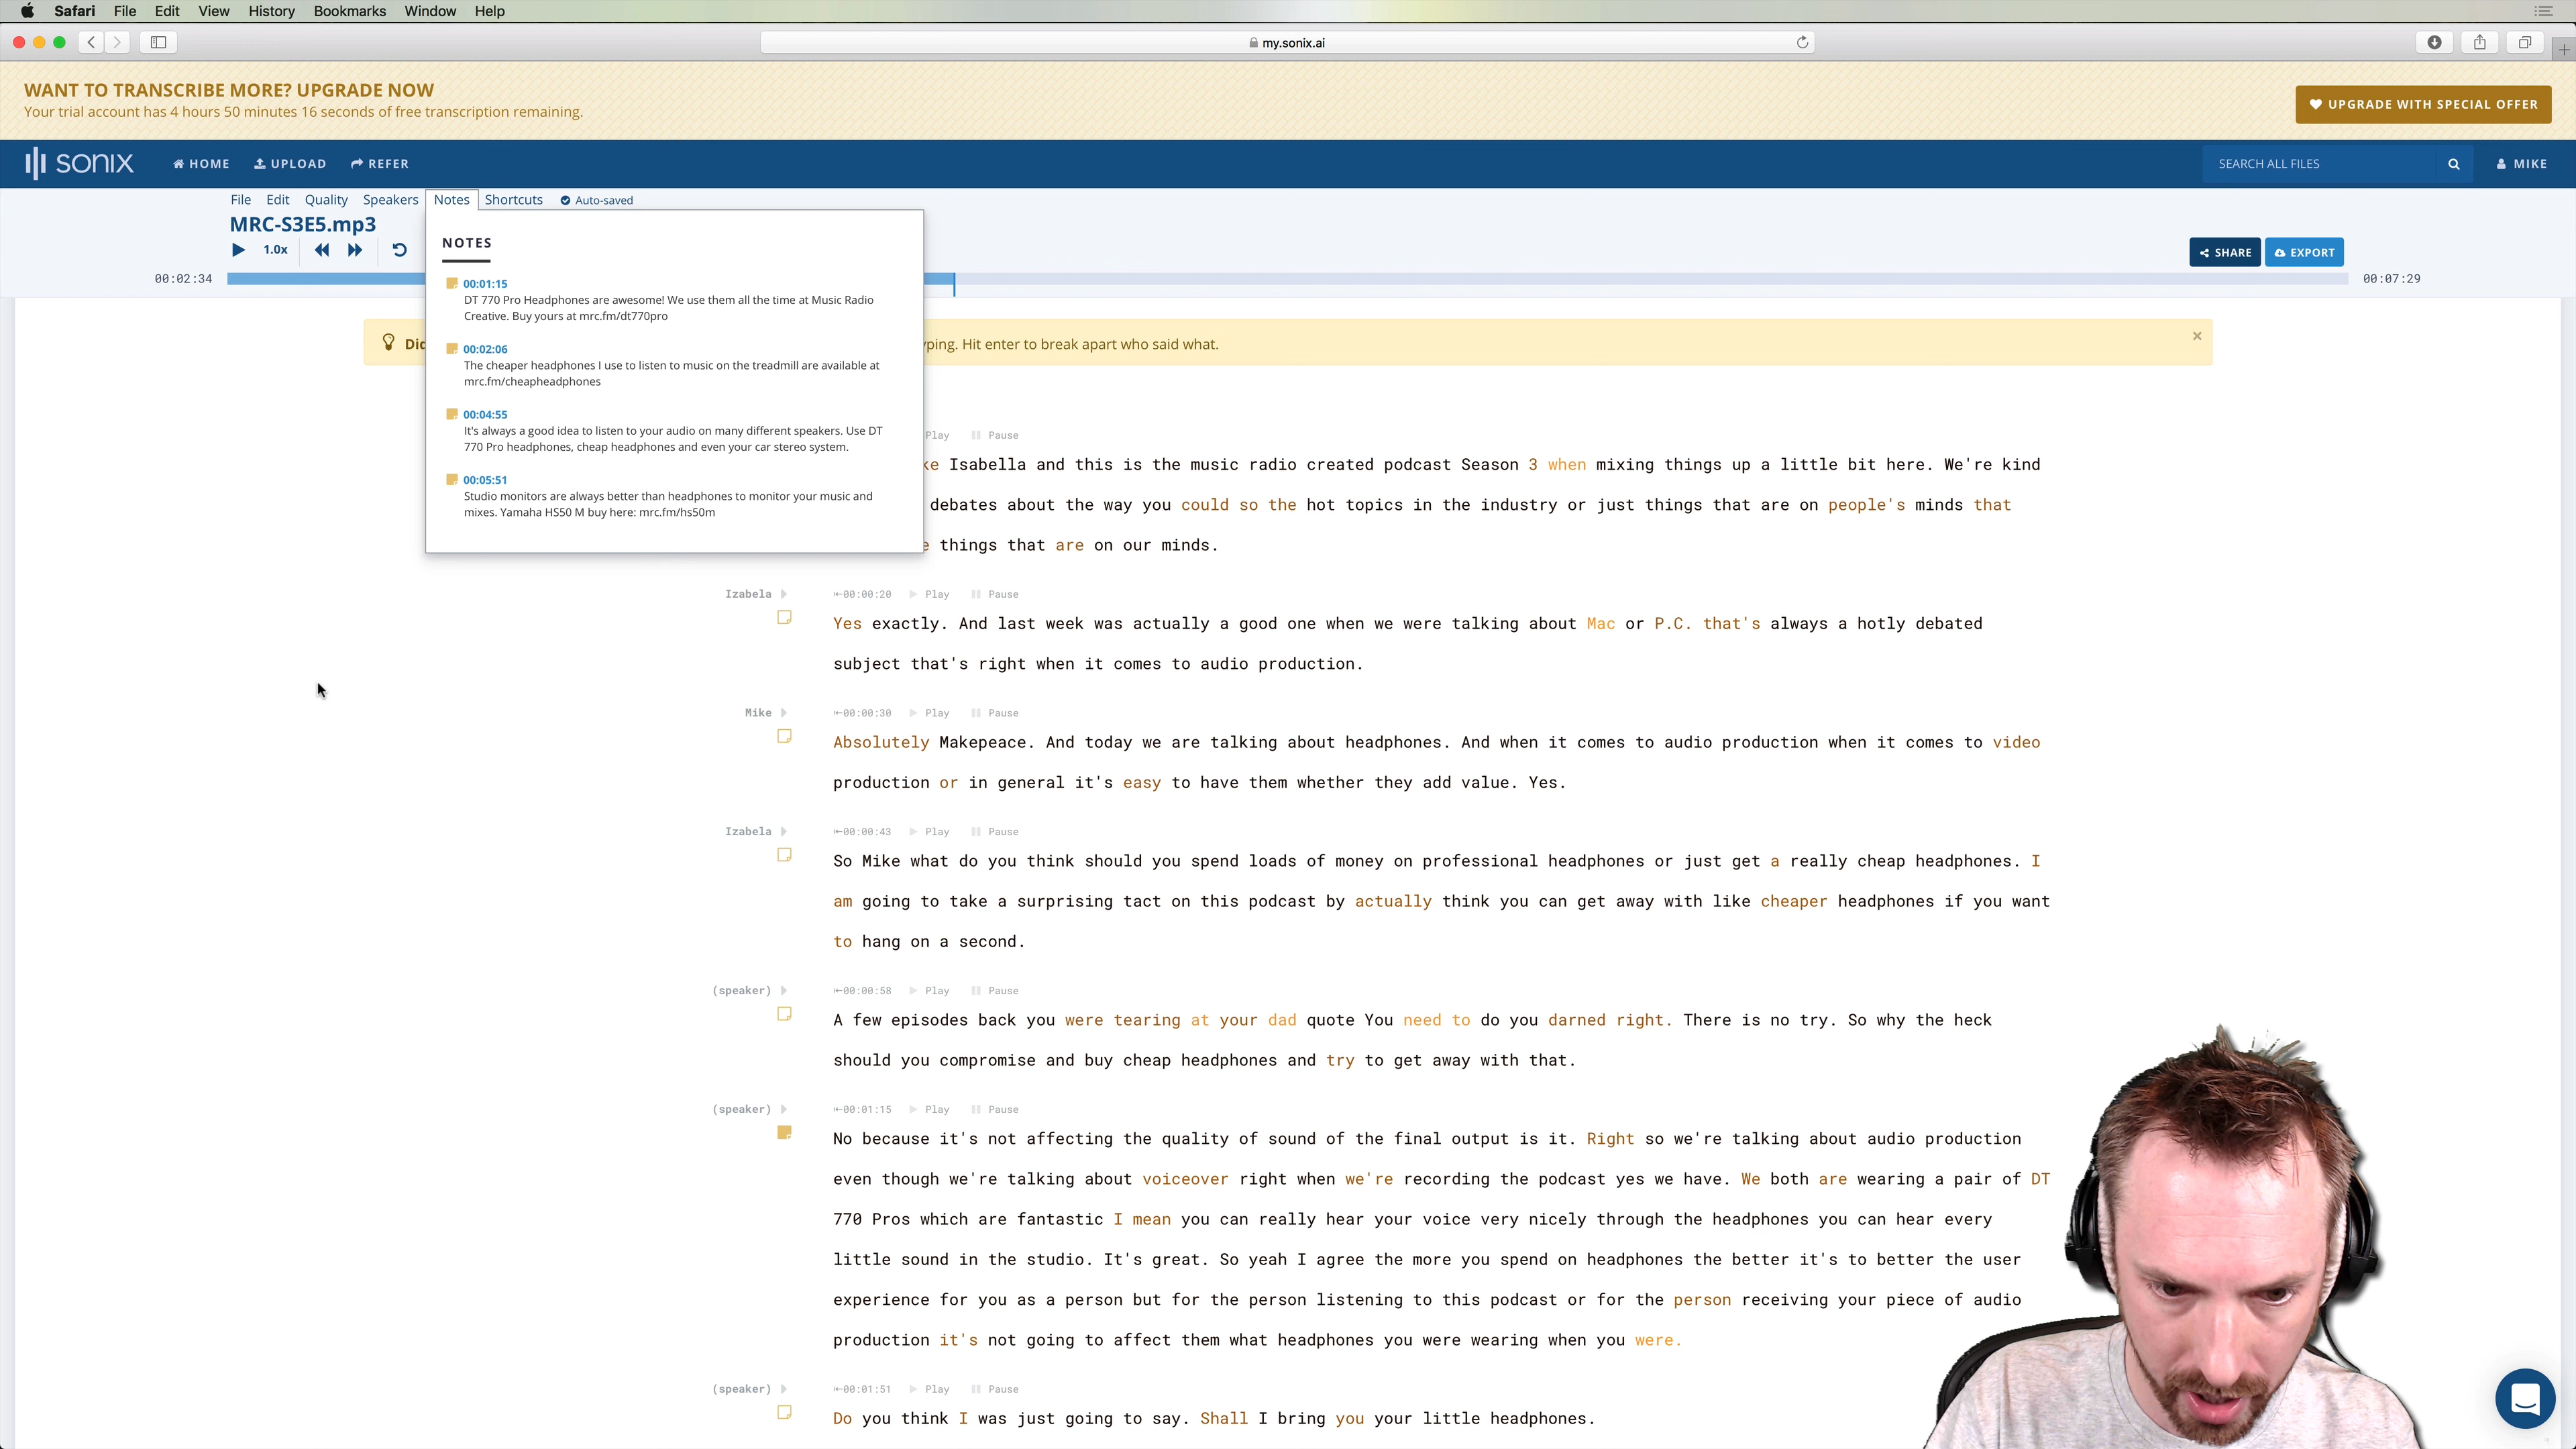 Safari File Edit View History Bookmarks Window Help
my.sonix.ai
WANT TO TRANSCRIBE MORE? UPGRADE NOW
Your trial account has 4 hours 50 minutes 16 seconds of free transcription remaining.
UPGRADE WITH SPECIAL OFFER
sonix HOME UPLOAD REFER SEARCH ALL FILES MIKE
File Edit Quality Speakers Notes Shortcuts Auto-saved
MRC-S3E5.mp3
1.0x
SHARE EXPORT
00:02:34 00:07:29
NOTES
00:01:15
DT 770 Pro Headphones are awesome! We use them all the time at Music Radio
Creative. Buy yours at mrc.fm/dt770pro
00:02:06
The cheaper headphones I use to listen to music on the treadmill are available at
mrc.fm/cheapheadphones
00:04:55
It's always a good idea to listen to your audio on many different speakers. Use DT
770 Pro headphones, cheap headphones and even your car stereo system.
00:05:51
Studio monitors are always better than headphones to monitor your music and
mixes. Yamaha HS50 M buy here: mrc.fm/hs50m
Hit enter to break apart who said what.
Play Pause
Isabella and this is the music radio created podcast Season 3 when mixing things up a little bit here. We're kind
debates about the way you could so the hot topics in the industry or just things that are on people's minds that
things that are on our minds.
Izabela 00:00:20 Play Pause
Yes exactly. And last week was actually a good one when we were talking about Mac or P.C. that's always a hotly debated
subject that's right when it comes to audio production.
Mike 00:00:30 Play Pause
Absolutely Makepeace. And today we are talking about headphones. And when it comes to audio production when it comes to video
production or in general it's easy to have them whether they add value. Yes.
Izabela 00:00:43 Play Pause
So Mike what do you think should you spend loads of money on professional headphones or just get a really cheap headphones. I
am going to take a surprising tact on this podcast by actually think you can get away with like cheaper headphones if you want
to hang on a second.
(speaker) 00:00:58 Play Pause
A few episodes back you were tearing at your dad quote You need to do you darned right. There is no try. So why the heck
should you compromise and buy cheap headphones and try to get away with that.
(speaker) 00:01:15 Play Pause
No because it's not affecting the quality of sound of the final output is it. Right so we're talking about audio production
even though we're talking about voiceover right when we're recording the podcast yes we have. We both are wearing a pair of DT
770 Pros which are fantastic I mean you can really hear your voice very nicely through the headphones you can hear every
little sound in the studio. It's great. So yeah I agree the more you spend on headphones the better it's to better the user
experience for you as a person but for the person listening to this podcast or for the person receiving your piece of audio
production it's not going to affect them what headphones you were wearing when you were.
(speaker) 00:01:51 Play Pause
Do you think I was just going to say. Shall I bring you your little headphones.